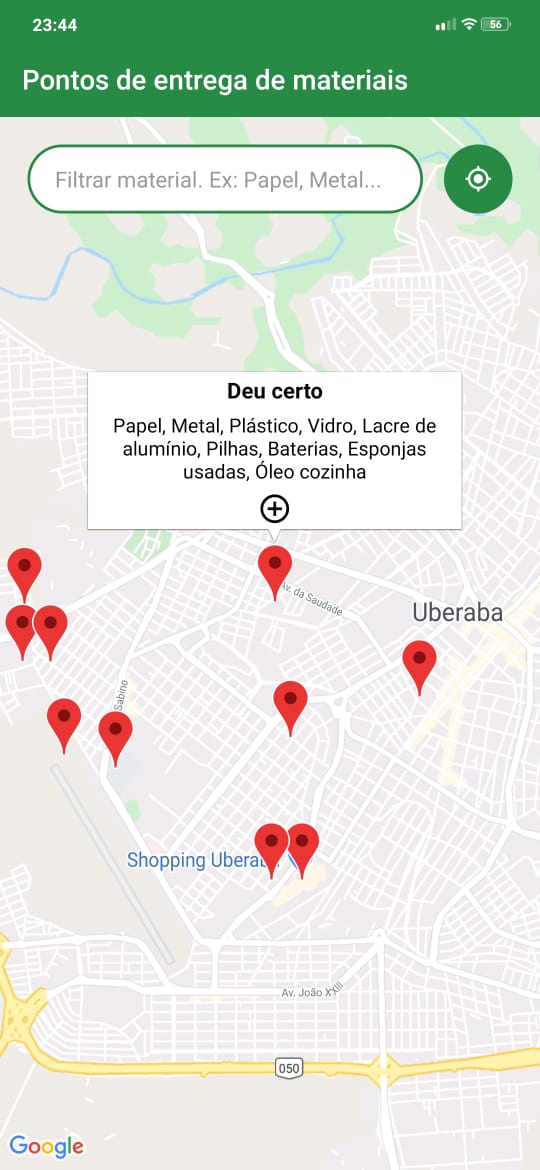 23:44
56
Pontos de entrega de materiais
Filtrar material. Ex: Papel, Metal...
Deu certo
Papel, Metal, Plástico, Vidro, Lacre de
alumínio, Pilhas, Baterias, Esponjas
usadas, Óleo cozinha
Av. da Saudade
Uberaba
Sabino
Shopping Uberaba
Av. João XXIII
050
Google